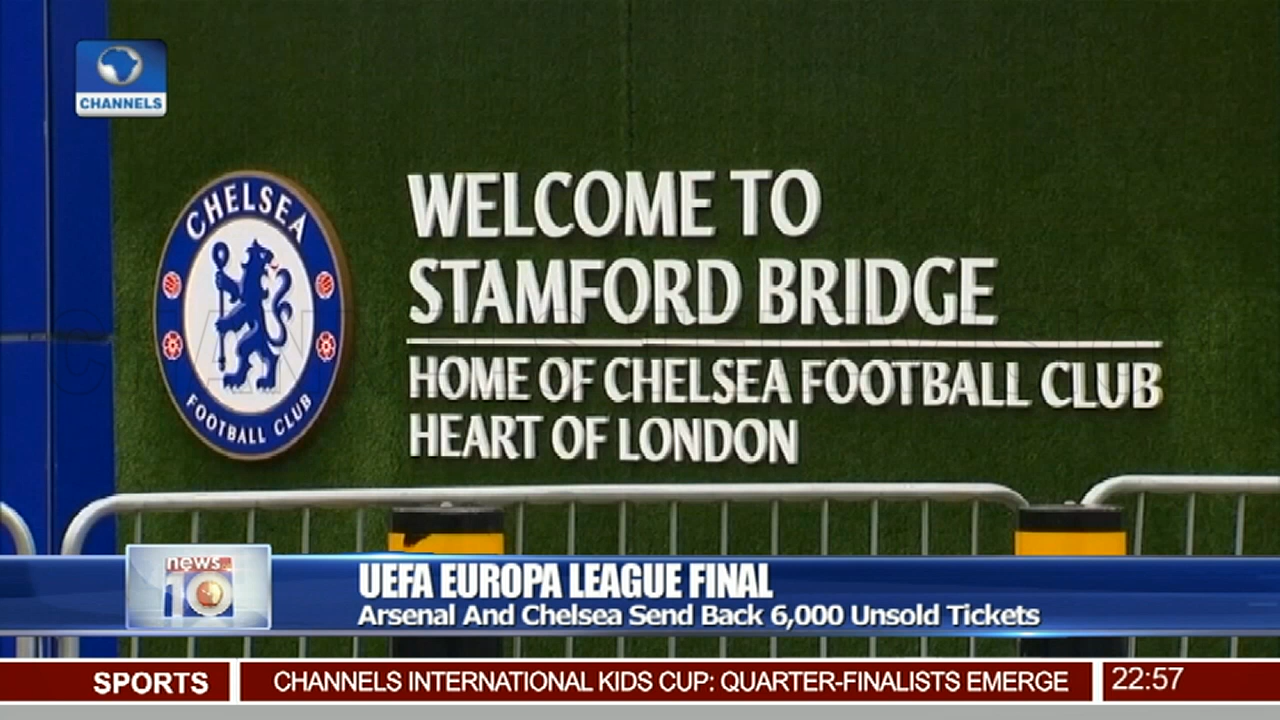 CHANNELS
CHELSEA
FOOTBALL CLUB
WELCOME TO
STAMFORD BRIDGE
HOME OF CHELSEA FOOTBALL CLUB
HEART OF LONDON
news
10
UEFA EUROPA LEAGUE FINAL
Arsenal And Chelsea Send Back 6,000 Unsold Tickets
SPORTS
CHANNELS INTERNATIONAL KIDS CUP: QUARTER-FINALISTS EMERGE
22:57